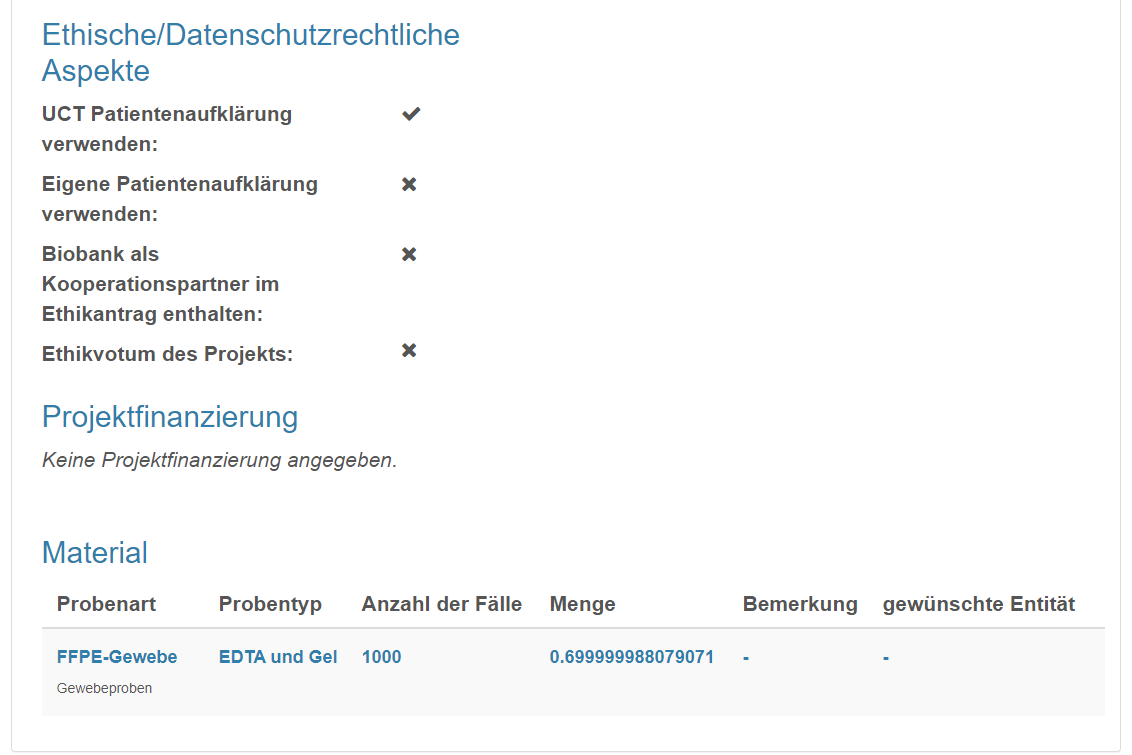 Ethische/Datenschutzrechtliche
Aspekte
UCT Patientenaufklärung
verwenden:
Eigene Patientenaufklärung
verwenden:
Biobank als
Kooperationspartner im
Ethikantrag enthalten:
Ethikvotum des Projekts:
Projektfinanzierung
Keine Projektfinanzierung angegeben.
Material
Probenart Probentyp Anzahl der Fälle Menge Bemerkung gewünschte Entität
FFPE-Gewebe EDTA und Gel 1000 0.699999988079071 - -
Gewebeproben